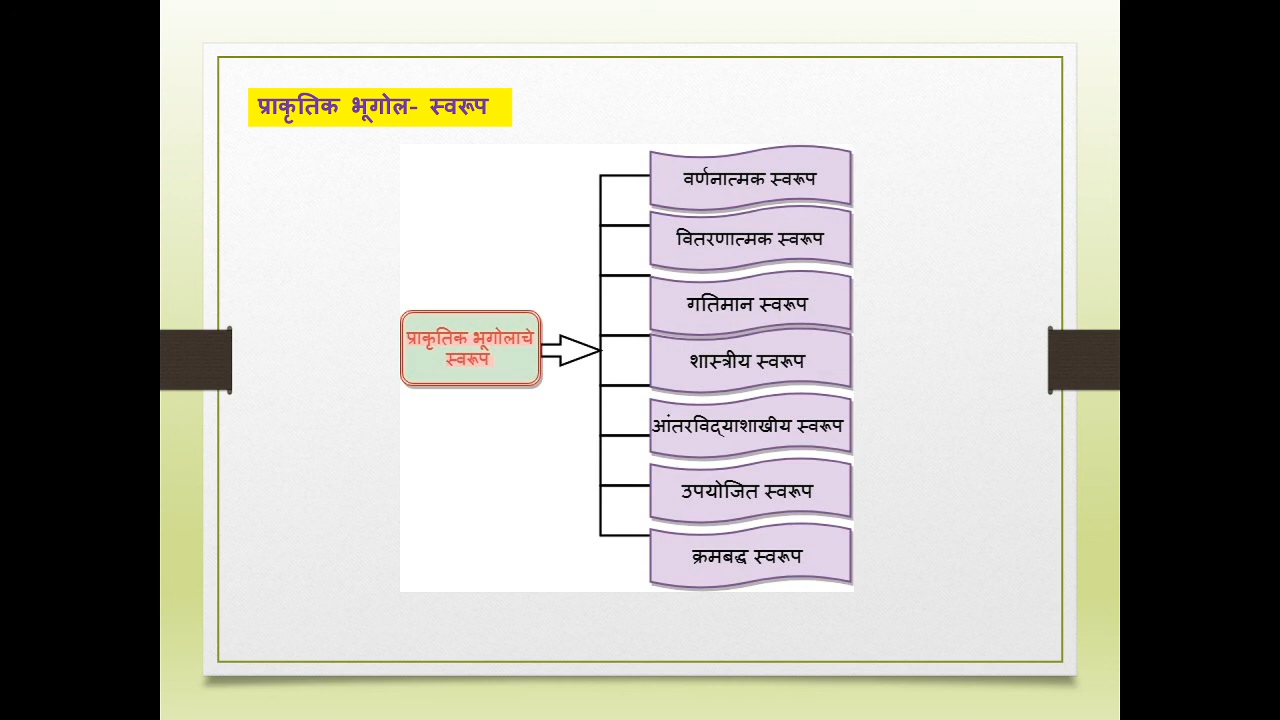 प्राकृतिक भूगोल- स्वरूप
वर्णनात्मक स्वरूप
वितरणात्मक स्वरूप
गतिमान स्वरूप
प्राकृतिक भूगोलाचे
स्वरूप
शास्त्रीय स्वरूप
आंतरविद्याशाखीय स्वरूप
उपयोजित स्वरूप
क्रमबद्ध स्वरूप